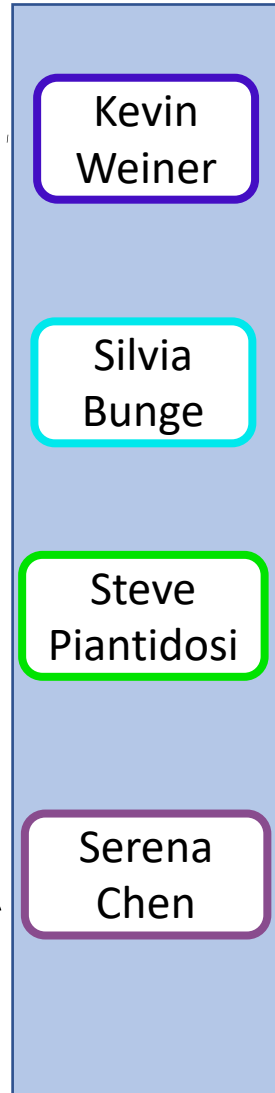 Kevin
Weiner
Silvia
Bunge
Steve
Piantidosi
Serena
Chen